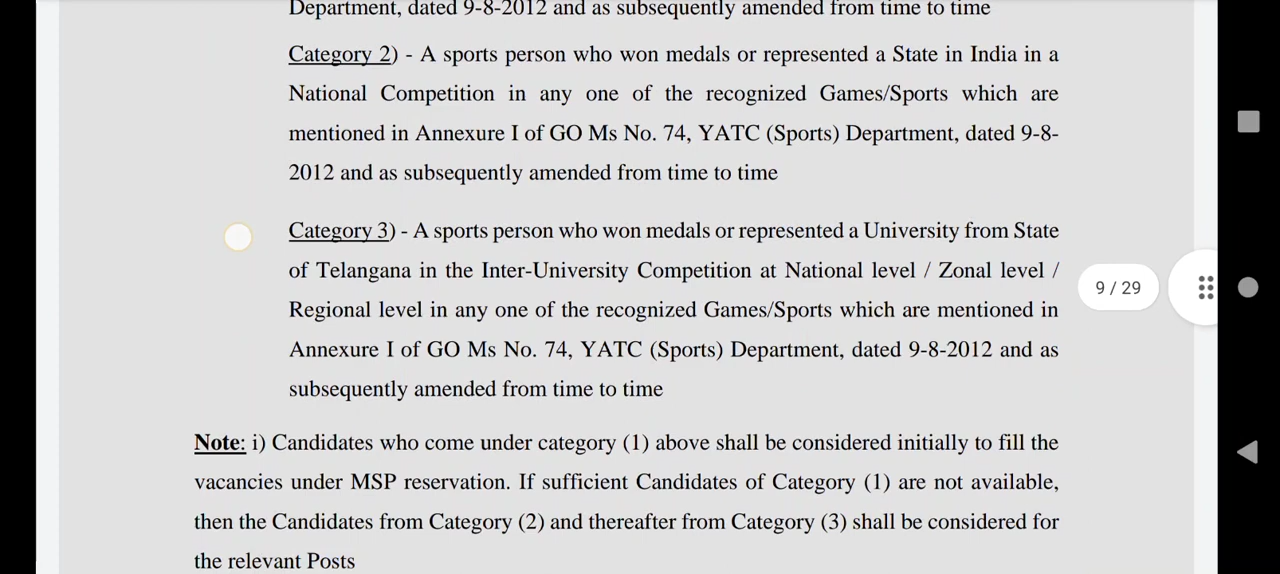 Department, dated 9-8-2012 and as subsequently amended from time to time
Category 2) - A sports person who won medals or represented a State in India in a
National Competition in any one of the recognized Games/Sports which are
mentioned in Annexure I of GO Ms No. 74, YATC (Sports) Department, dated 9-8-
2012 and as subsequently amended from time to time
Category 3) - A sports person who won medals or represented a University from State
of Telangana in the Inter-University Competition at National level / Zonal level /
Regional level in any one of the recognized Games/Sports which are mentioned in
Annexure I of GO Ms No. 74, YATC (Sports) Department, dated 9-8-2012 and as
subsequently amended from time to time
9 / 29
Note: i) Candidates who come under category (1) above shall be considered initially to fill the
vacancies under MSP reservation. If sufficient Candidates of Category (1) are not available,
then the Candidates from Category (2) and thereafter from Category (3) shall be considered for
the relevant Posts